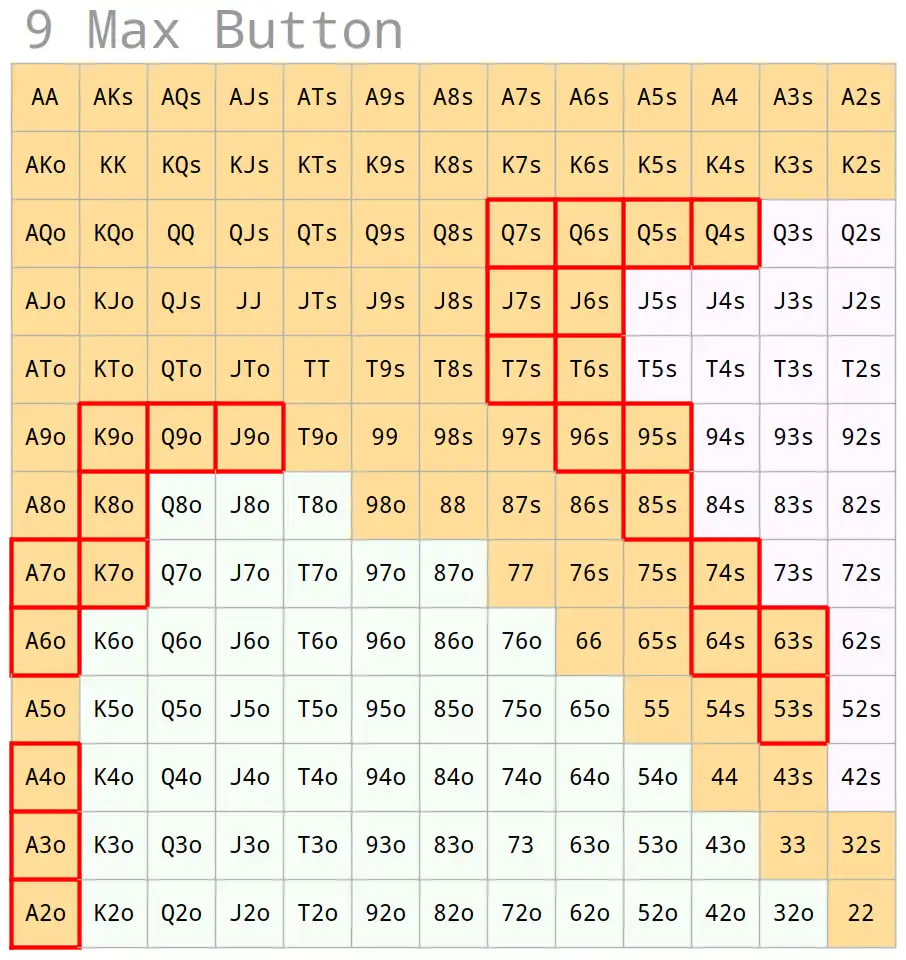 9 Max Button
AA AKs AQs AJs ATs A9s A8s A7s A6s A5s A4 A3s A2s
AKo KK KQs KJs KTs K9s K8s K7s K6s K5s K4s K3s K2s
AQo KQo QQ QJs QTs Q9s Q8s Q7s Q6s Q5s Q4s Q3s Q2s
AJo KJo QJs JJ JTs J9s J8s J7s J6s J5s J4s J3s J2s
ATo KTo QTo JTo TT T9s T8s T7s T6s T5s T4s T3s T2s
A9o K9o Q9o J9o T9o 99 98s 97s 96s 95s 94s 93s 92s
A8o K8o Q8o J8o T8o 98o 88 87s 86s 85s 84s 83s 82s
A7o K7o Q7o J7o T7o 97o 87o 77 76s 75s 74s 73s 72s
A6o K6o Q6o J6o T6o 96o 86o 76o 66 65s 64s 63s 62s
A5o K5o Q5o J5o T5o 95o 85o 75o 65o 55 54s 53s 52s
A4o K4o Q4o J4o T4o 94o 84o 74o 64o 54o 44 43s 42s
A3o K3o Q3o J3o T3o 93o 83o 73 63o 53o 43o 33 32s
A2o K2o Q2o J2o T2o 92o 82o 72o 62o 52o 42o 32o 22